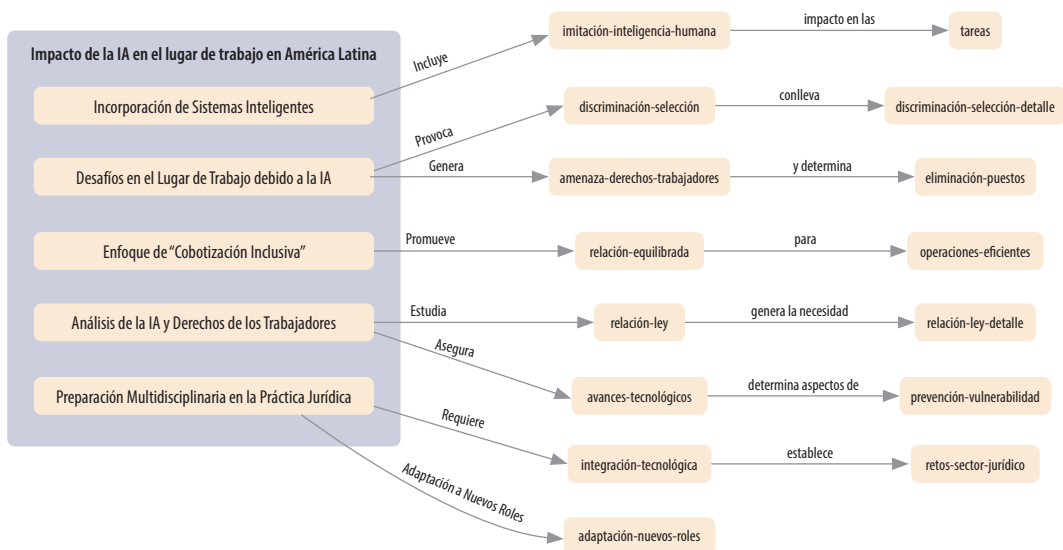 Impacto de la IA en el lugar de trabajo en América Latina
Incorporación de Sistemas Inteligentes
Incluye
imitación-inteligencia-humana
impacto en las
tareas
Desafíos en el Lugar de Trabajo debido a la IA
Provoca
discriminación-selección
conlleva
discriminación-selección-detalle
Genera
amenaza-derechos-trabajadores
y determina
eliminación-puestos
Enfoque de “Cobotización Inclusiva”
Promueve
relación-equilibrada
para
operaciones-eficientes
Análisis de la IA y Derechos de los Trabajadores
Estudia
relación-ley
genera la necesidad
relación-ley-detalle
Asegura
avances-tecnológicos
determina aspectos de
prevención-vulnerabilidad
Preparación Multidisciplinaria en la Práctica Jurídica
Requiere
integración-tecnológica
establece
retos-sector-jurídico
Adaptación a Nuevos Roles
adaptación-nuevos-roles